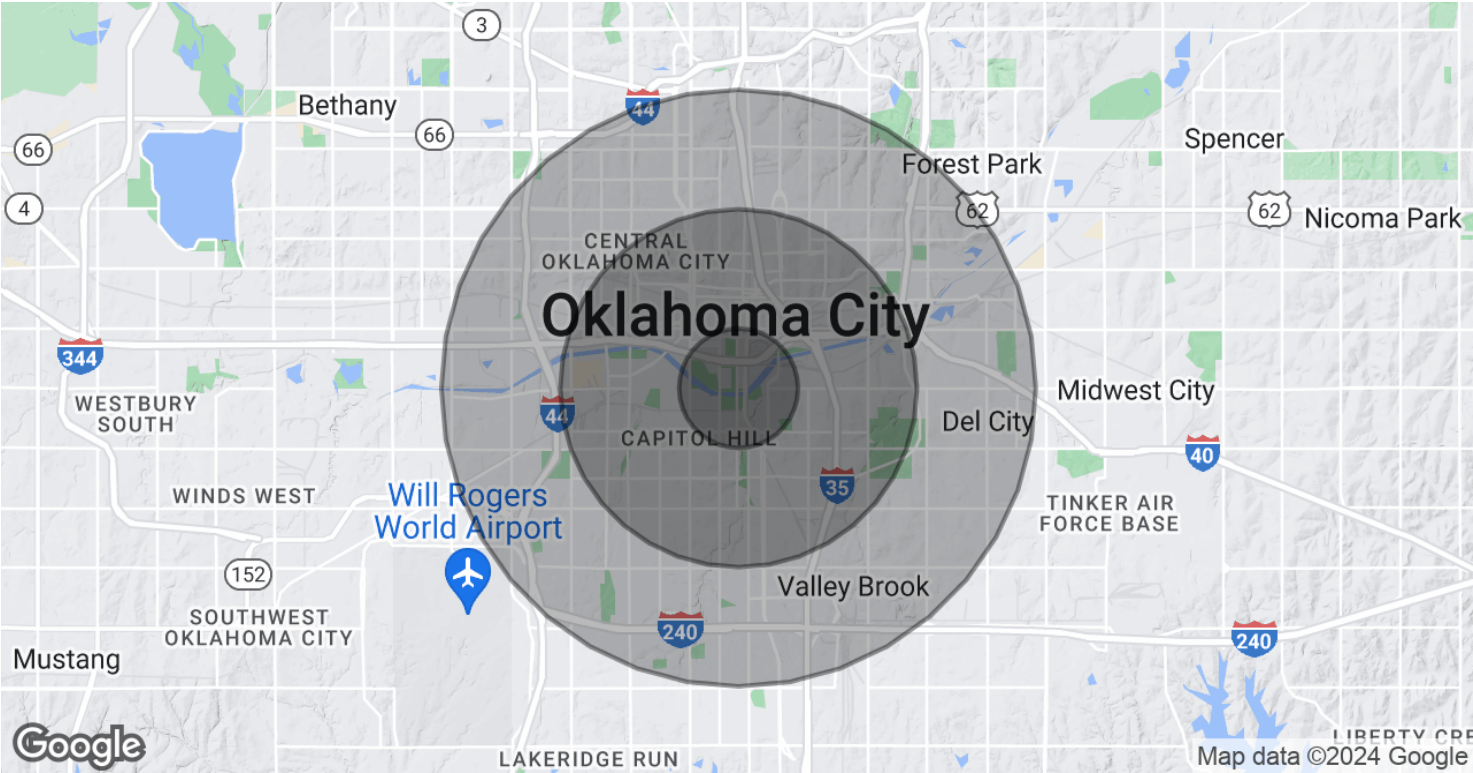 3
Bethany
44
66
66
Spencer
Forest Park
4
62
62
Nicoma Park
CENTRAL
OKLAHOMA CITY
Oklahoma City
344
Midwest City
WESTBURY
SOUTH
44
Del City
CAPITOL HILL
40
35
WINDS WEST
Will Rogers
World Airport
TINKER AIR
FORCE BASE
152
Valley Brook
SOUTHWEST
OKLAHOMA CITY
240
240
Mustang
LIBERTY CRE
Google
LAKERIDGE RUN
Map data ©2024 Google